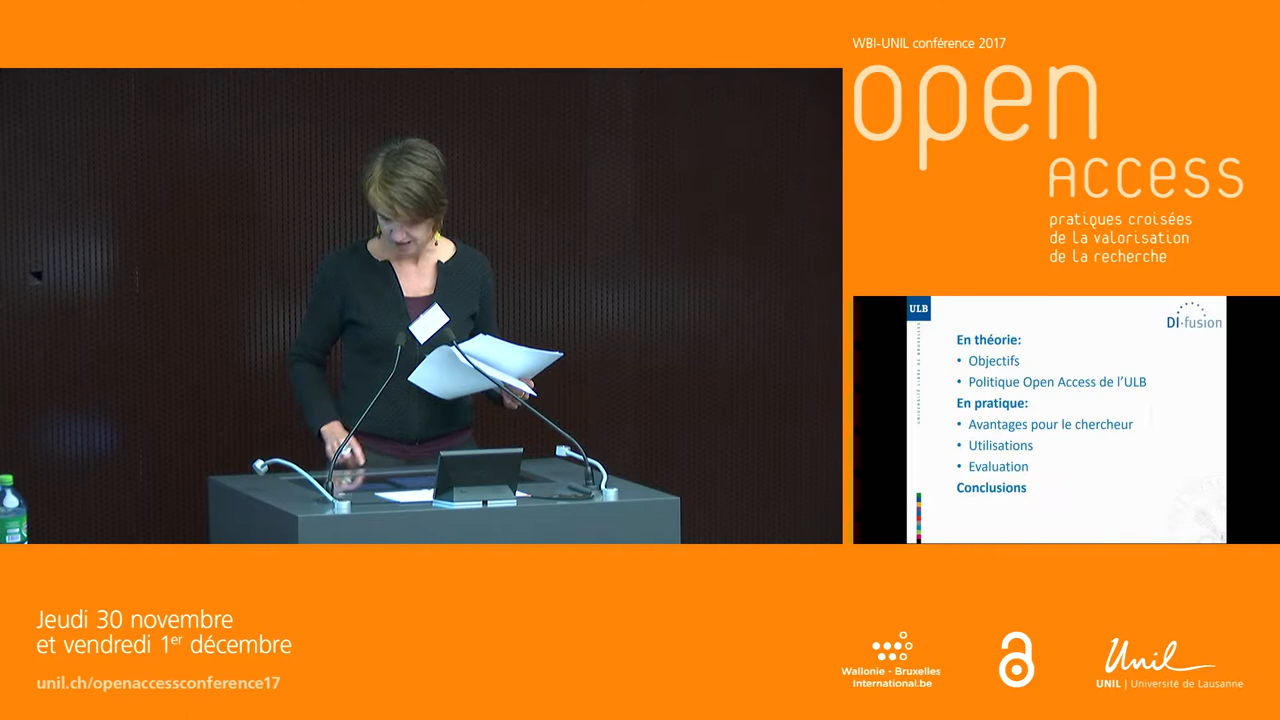 WBI-UNIL conférence 2017
open
access
pratiques croisées
de la valorisation
de la recherche
ULB
DI-fusion
En théorie:
• Objectifs
• Politique Open Access de l'ULB
En pratique:
• Avantages pour le chercheur
• Utilisations
• Evaluation
Conclusions
Jeudi 30 novembre
et vendredi 1er décembre
unil.ch/openaccessconference17
Wallonie - Bruxelles
International.be
Unil
UNIL | Université de Lausanne